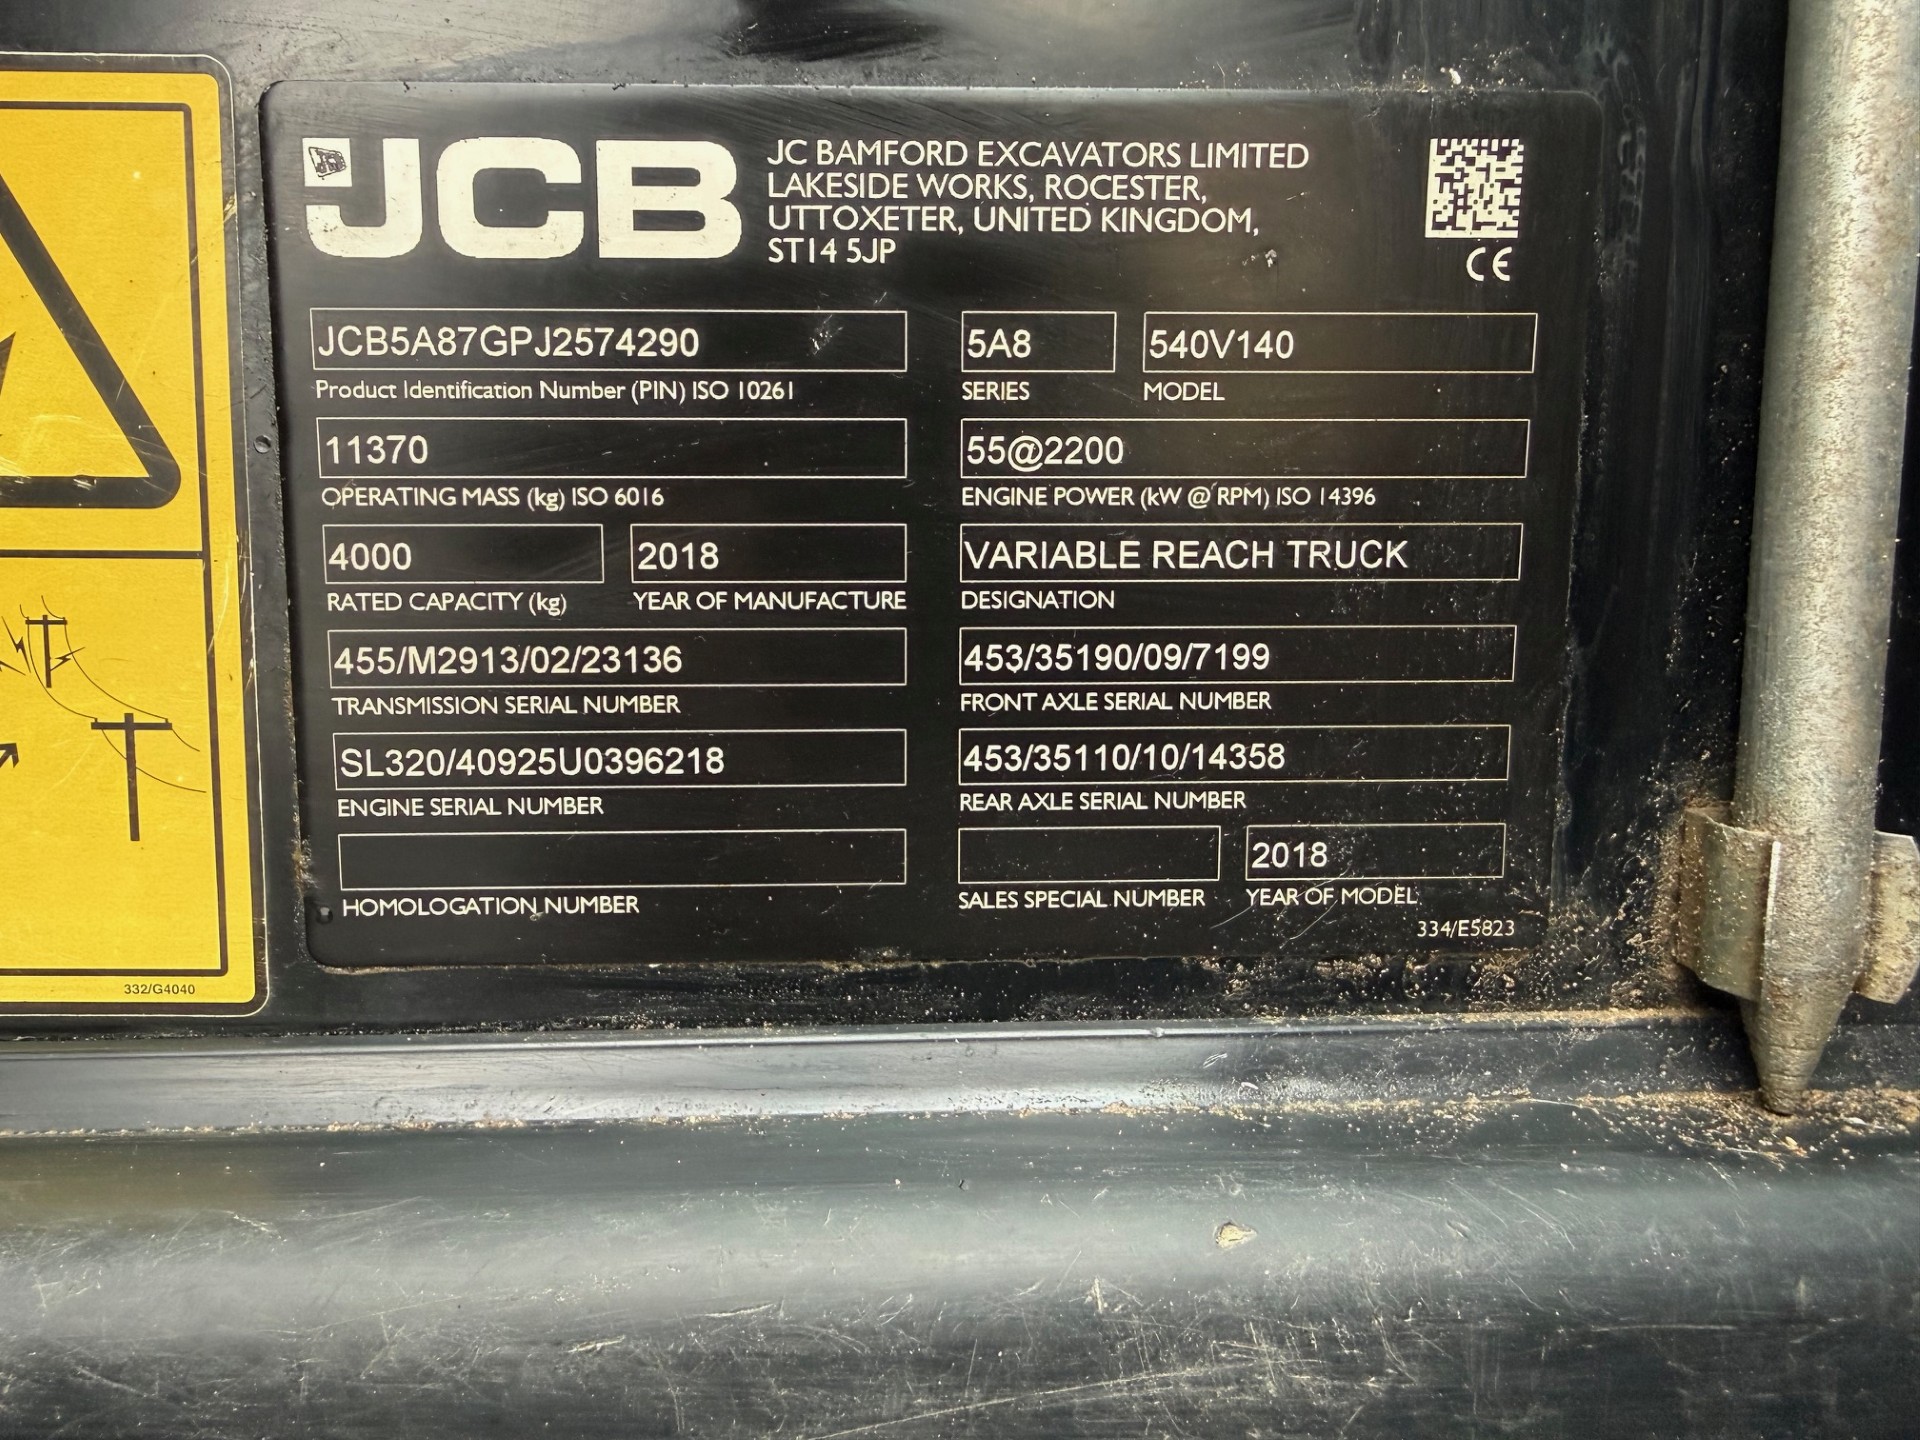 JCB
JC BAMFORD EXCAVATORS LIMITED
LAKESIDE WORKS, ROCESTER,
UTTOXETER, UNITED KINGDOM,
ST14 5JP
CE
JCB5A87GPJ2574290
Product Identification Number (PIN) ISO 10261
5A8
SERIES
540V140
MODEL
11370
OPERATING MASS (kg) ISO 6016
55@2200
ENGINE POWER (kW @ RPM) ISO 14396
4000
RATED CAPACITY (kg)
2018
YEAR OF MANUFACTURE
VARIABLE REACH TRUCK
DESIGNATION
455/M2913/02/23136
TRANSMISSION SERIAL NUMBER
453/35190/09/7199
FRONT AXLE SERIAL NUMBER
SL320/40925U0396218
ENGINE SERIAL NUMBER
453/35110/10/14358
REAR AXLE SERIAL NUMBER
HOMOLOGATION NUMBER
SALES SPECIAL NUMBER
2018
YEAR OF MODEL
334/E5823
332/G4040